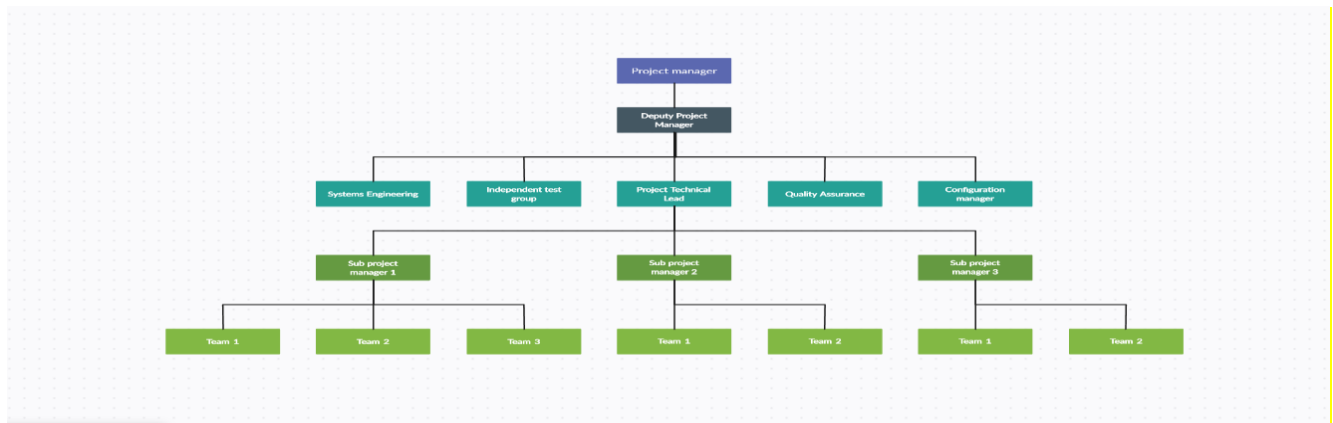 Project manager
Deputy Project
Manager
Systems Engineering
Independent test
group
Project Technical
Lead
Quality Assurance
Configuration
manager
Sub project
manager 1
Sub project
manager 2
Sub project
manager 3
Team 1
Team 2
Team 3
Team 1
Team 2
Team 1
Team 2